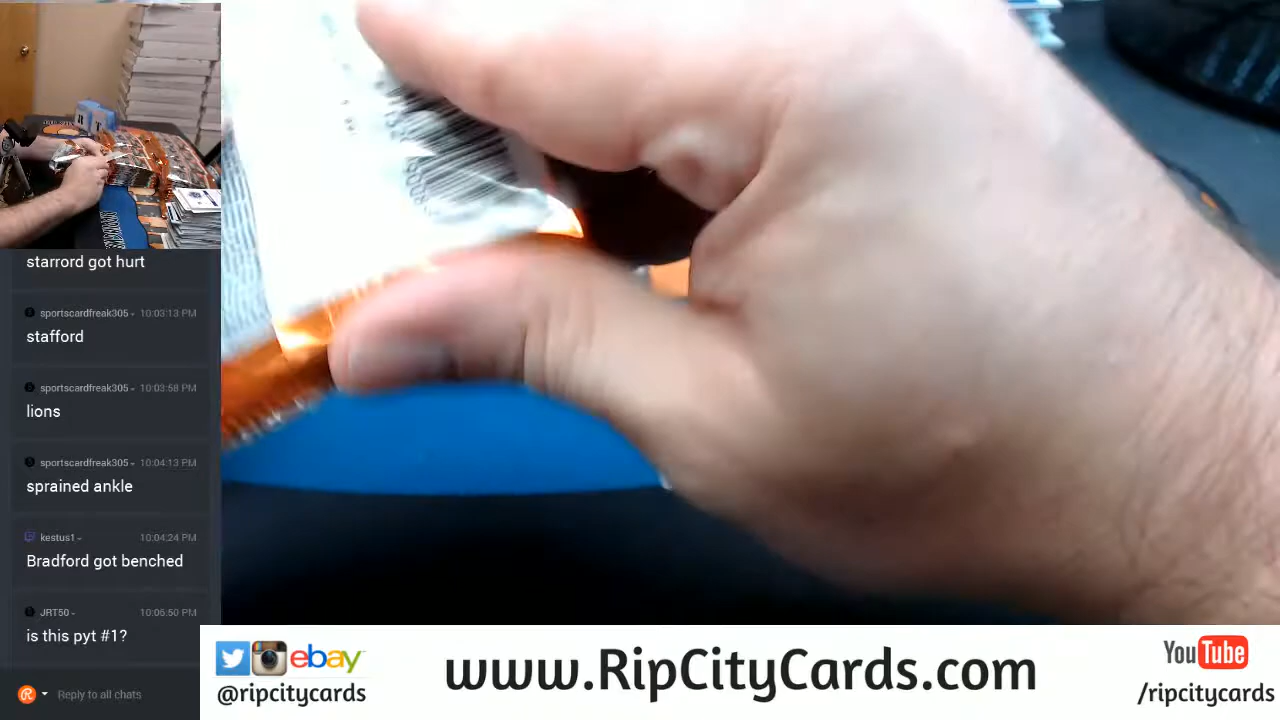 starrord got hurt
sportscardfreak305 10:03:13 PM
stafford
sportscardfreak305 10:03:58 PM
lions
sportscardfreak305 10:04:13 PM
sprained ankle
kestus1 10:04:24 PM
Bradford got benched
JRT50 10:05:50 PM
is this pyt #1?
Reply to all chats
ebay
@ripcitycards
www.RipCityCards.com
YouTube
/ripcitycards